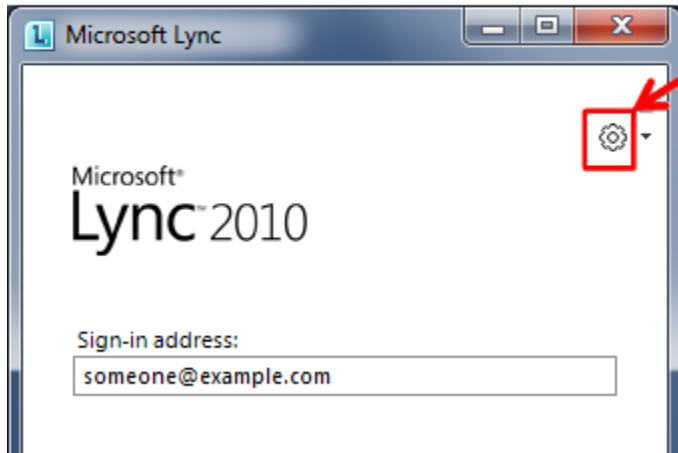 Microsoft Lync
Microsoft®
Lync™ 2010
Sign-in address:
someone@example.com